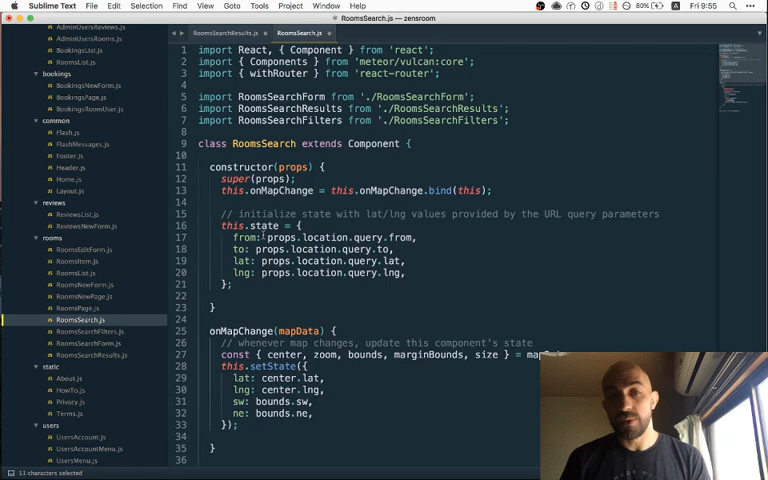 Sublime Text File Edit Selection Find View Goto Tools Project Window Help
80% A Fri 9:55
RoomsSearch.js — zensroom
RoomsSearchResults.js
RoomsSearch.js
AdminUsersReviews.js
AdminUsersRooms.js
BookingsList.js
RoomsList.js
bookings
BookingsNewForm.js
BookingsPage.js
BookingsRoomUser.js
common
Flash.js
FlashMessages.js
Footer.js
Header.js
Home.js
Layout.js
reviews
ReviewsList.js
ReviewsNewForm.js
rooms
RoomsEditForm.js
RoomsItem.js
RoomsList.js
RoomsNewForm.js
RoomsNewPage.js
RoomsPage.js
RoomsSearch.js
RoomsSearchFilters.js
RoomsSearchForm.js
RoomsSearchResults.js
static
About.js
HowTo.js
Privacy.js
Terms.js
users
UsersAccount.js
UsersAccountMenu.js
UsersMenu.js
1 import React, { Component } from 'react';
2 import { Components } from 'meteor/vulcan:core';
3 import { withRouter } from 'react-router';
4
5 import RoomsSearchForm from './RoomsSearchForm';
6 import RoomsSearchResults from './RoomsSearchResults';
7 import RoomsSearchFilters from './RoomsSearchFilters';
8
9 class RoomsSearch extends Component {
10
11 constructor(props) {
12 super(props);
13 this.onMapChange = this.onMapChange.bind(this);
14
15 // initialize state with lat/lng values provided by the URL query parameters
16 this.state = {
17 from: props.location.query.from,
18 to: props.location.query.to,
19 lat: props.location.query.lat,
20 lng: props.location.query.lng,
21 };
22
23 }
24
25 onMapChange(mapData) {
26 // whenever map changes, update this component's state
27 const { center, zoom, bounds, marginBounds, size } =
28 this.setState({
29 lat: center.lat,
30 lng: center.lng,
31 sw: bounds.sw,
32 ne: bounds.ne,
33 });
34
35 }
36
11 characters selected